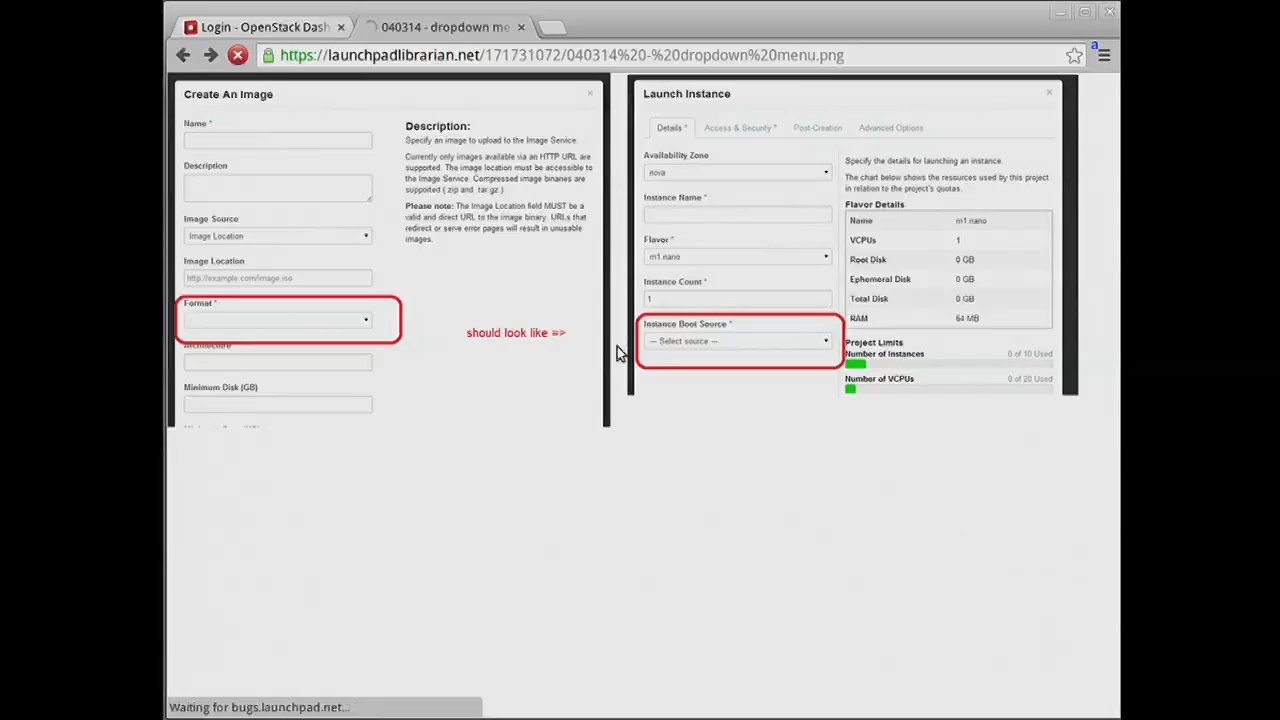 Login - OpenStack Dash
040314 - dropdown me
https://launchpadlibrarian.net/171731072/040314%20-%20dropdown%20menu.png
Create An Image
Name *
Description
Image Source
Image Location
Image Location
http://example.com/image.iso
Format *
Architecture
Minimum Disk (GB)
Description:
Specify an image to upload to the Image Service.
Currently only images available via an HTTP URL are
supported. The image location must be accessible to
the Image Service. Compressed image binaries are
supported (.zip and .tar.gz.)
Please note: The Image Location field MUST be a
valid and direct URL to the image binary. URLs that
redirect or serve error pages will result in unusable
images.
should look like =>
Launch Instance
Details *
Access & Security *
Post-Creation
Advanced Options
Availability Zone
nova
Instance Name *
Flavor *
m1.nano
Instance Count *
1
Instance Boot Source *
--- Select source ---
Specify the details for launching an instance.
The chart below shows the resources used by this project
in relation to the project's quotas.
Flavor Details
Name m1.nano
VCPUs 1
Root Disk 0 GB
Ephemeral Disk 0 GB
Total Disk 0 GB
RAM 64 MB
Project Limits
Number of Instances 0 of 10 Used
Number of VCPUs 0 of 20 Used
Waiting for bugs.launchpad.net...